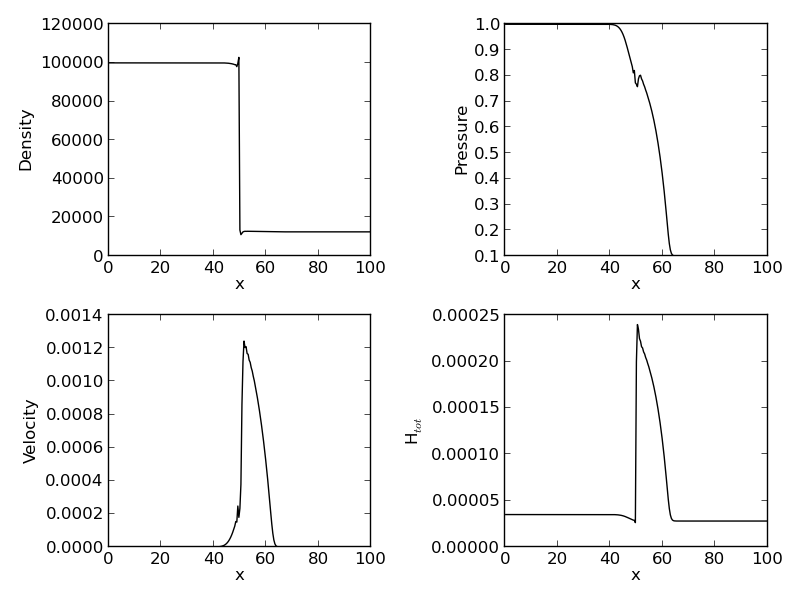 Density
120000
100000
80000
60000
40000
20000
0
0 20 40 60 80 100
x
Pressure
1.0
0.9
0.8
0.7
0.6
0.5
0.4
0.3
0.2
0.1
0 20 40 60 80 100
x
Velocity
0.0014
0.0012
0.0010
0.0008
0.0006
0.0004
0.0002
0.0000
0 20 40 60 80 100
x
H_{tot}
0.00025
0.00020
0.00015
0.00010
0.00005
0.00000
0 20 40 60 80 100
x